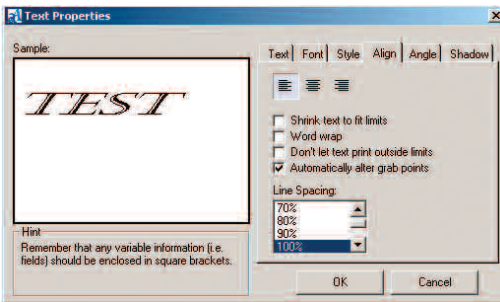 Text Properties
Sample:
TEST
Hint
Remember that any variable information (i.e.
fields) should be enclosed in square brackets.
Text Font Style Align Angle Shadow
Shrink text to fit limits
Word wrap
Don't let text print outside limits
Automatically alter grab points
Line Spacing:
70%
80%
90%
100%
OK Cancel